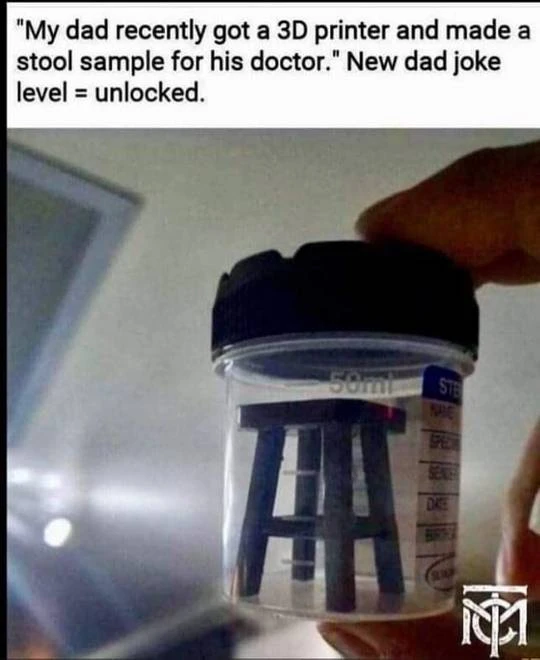 "My dad recently got a 3D printer and made a
stool sample for his doctor." New dad joke
level = unlocked.
50ml
STE
NAME
DATE